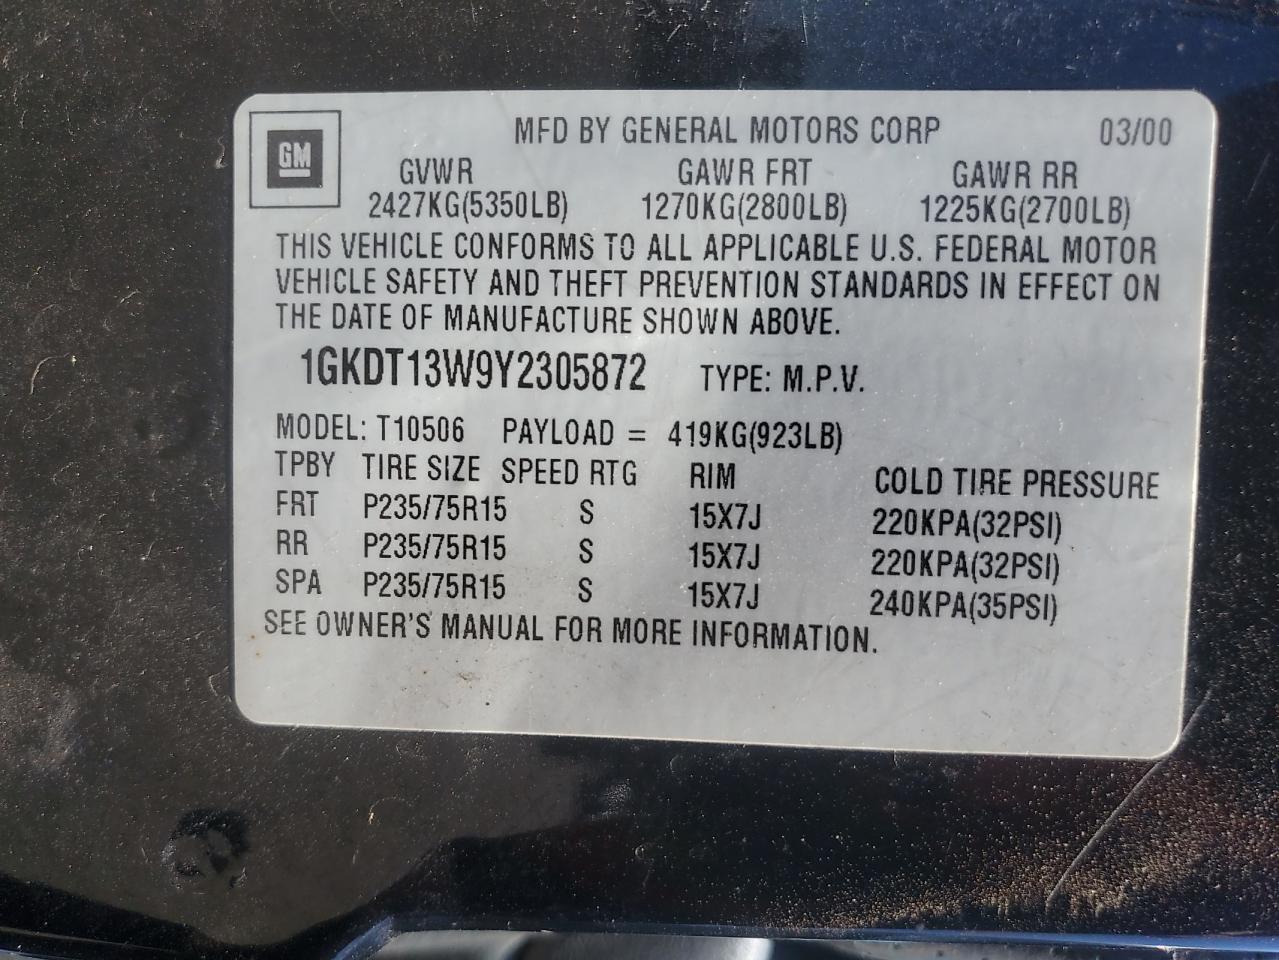 GM
MFD BY GENERAL MOTORS CORP 03/00
GVWR GAWR FRT GAWR RR
2427KG(5350LB) 1270KG(2800LB) 1225KG(2700LB)
THIS VEHICLE CONFORMS TO ALL APPLICABLE U.S. FEDERAL MOTOR
VEHICLE SAFETY AND THEFT PREVENTION STANDARDS IN EFFECT ON
THE DATE OF MANUFACTURE SHOWN ABOVE.
1GKDT13W9Y2305872 TYPE: M.P.V.
MODEL: T10506 PAYLOAD = 419KG(923LB)
TPBY TIRE SIZE SPEED RTG RIM COLD TIRE PRESSURE
FRT P235/75R15 S 15X7J 220KPA(32PSI)
RR P235/75R15 S 15X7J 220KPA(32PSI)
SPA P235/75R15 S 15X7J 240KPA(35PSI)
SEE OWNER'S MANUAL FOR MORE INFORMATION.